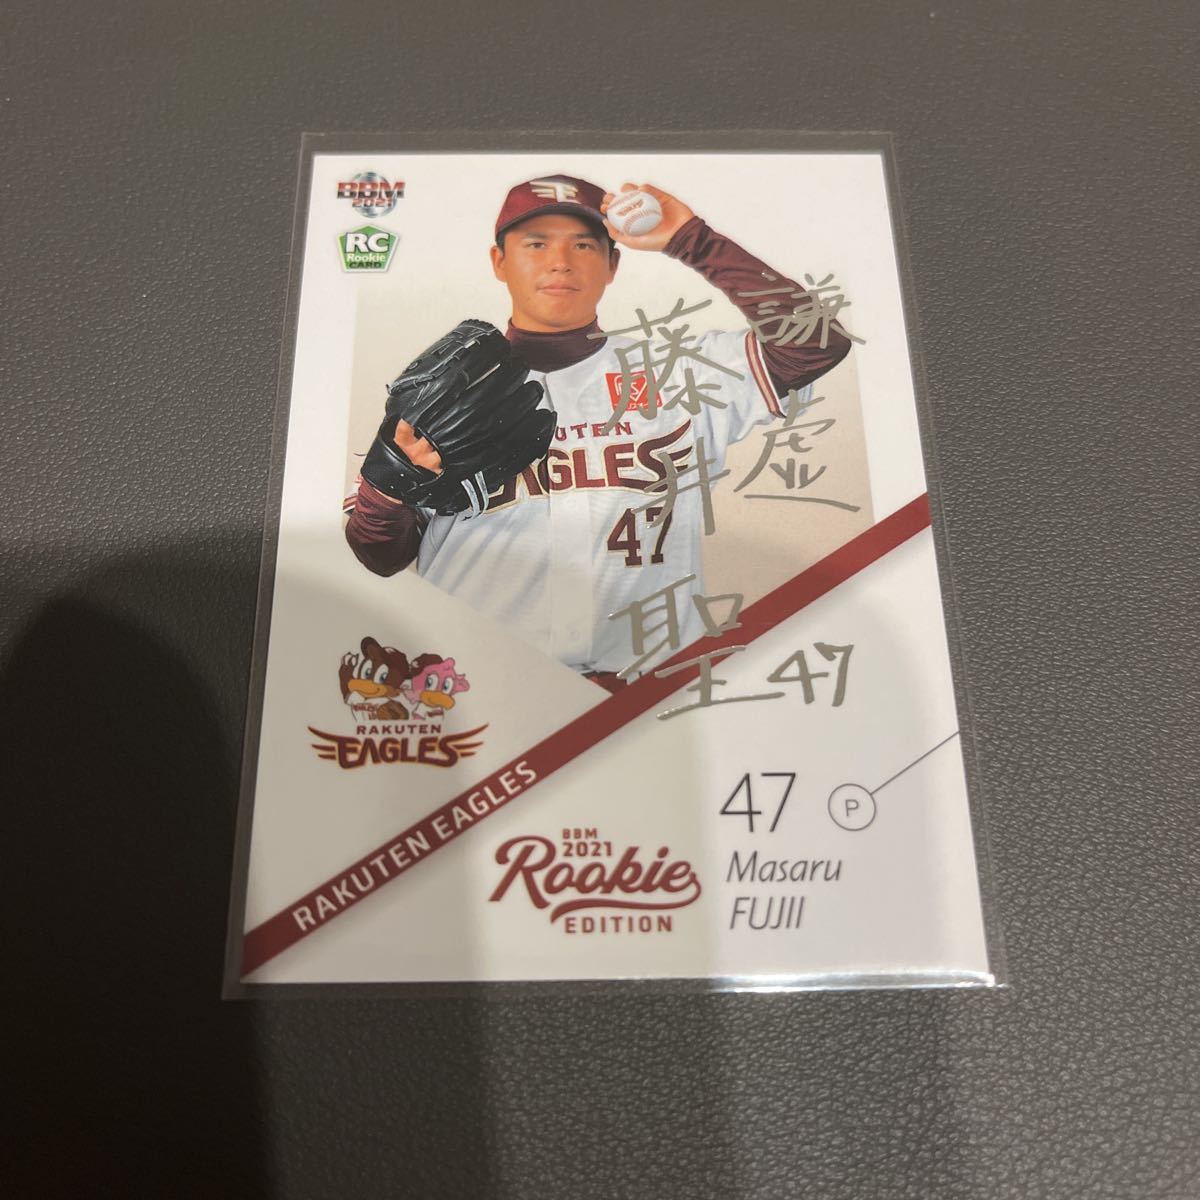 BBM
2021
RC
Rookie
CARD
謙虚
藤井聖 47
RAKUTEN
EAGLES
47
RAKUTEN
EAGLES
RAKUTEN EAGLES
BBM
2021
Rookie
EDITION
47 P
Masaru
FUJII